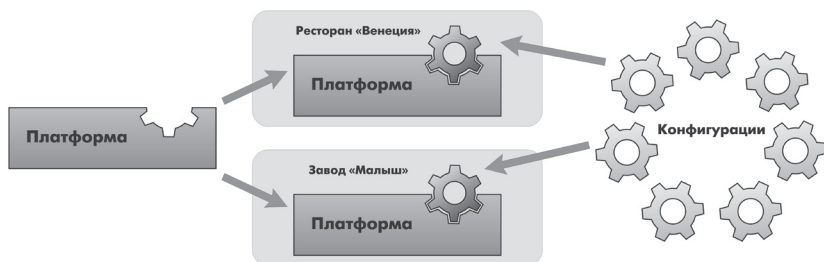 Ресторан «Венеция»
Платформа
Платформа
Конфигурации
Завод «Малыш»
Платформа